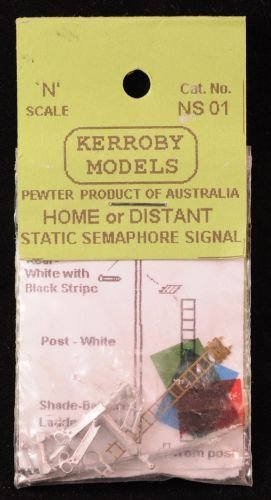 'N'
SCALE
Cat. No.
NS 01
KERROBY
MODELS
PEWTER PRODUCT OF AUSTRALIA
HOME or DISTANT
STATIC SEMAPHORE SIGNAL
White with
Black Stripe
Post - White
from post